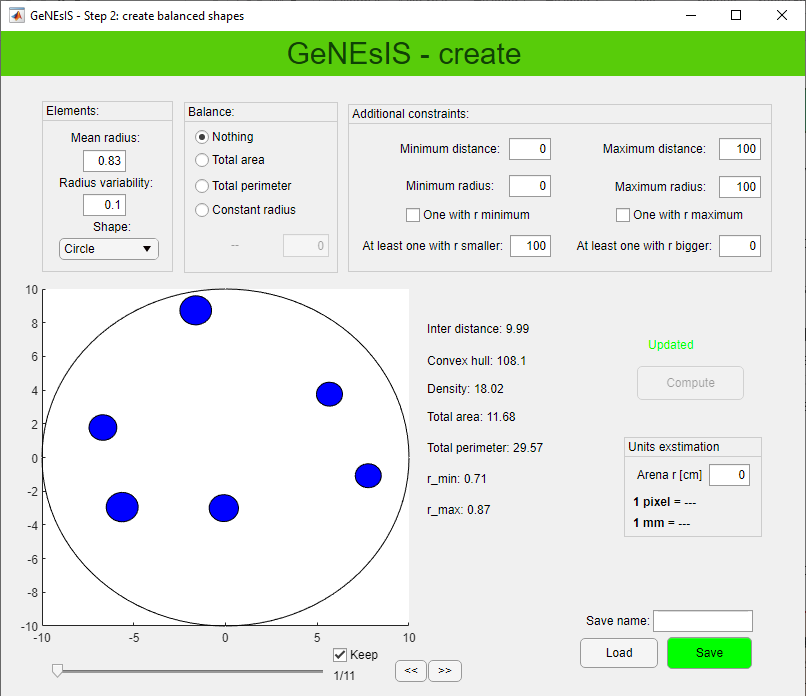 GeNEsIS - Step 2: create balanced shapes
GeNEsIS - create
Elements:
Mean radius:
0.83
Radius variability:
0.1
Shape:
Circle
Balance:
Nothing
Total area
Total perimeter
Constant radius
--
0
Additional constraints:
Minimum distance: 0
Maximum distance: 100
Minimum radius: 0
Maximum radius: 100
One with r minimum
One with r maximum
At least one with r smaller: 100
At least one with r bigger: 0
10
8
6
4
2
0
-2
-4
-6
-8
-10
-10 -5 0 5 10
Inter distance: 9.99
Convex hull: 108.1
Density: 18.02
Total area: 11.68
Total perimeter: 29.57
r_min: 0.71
r_max: 0.87
Updated
Compute
Units exstimation
Arena r [cm] 0
1 pixel = ---
1 mm = ---
Keep
1/11
<< >>
Save name:
Load
Save